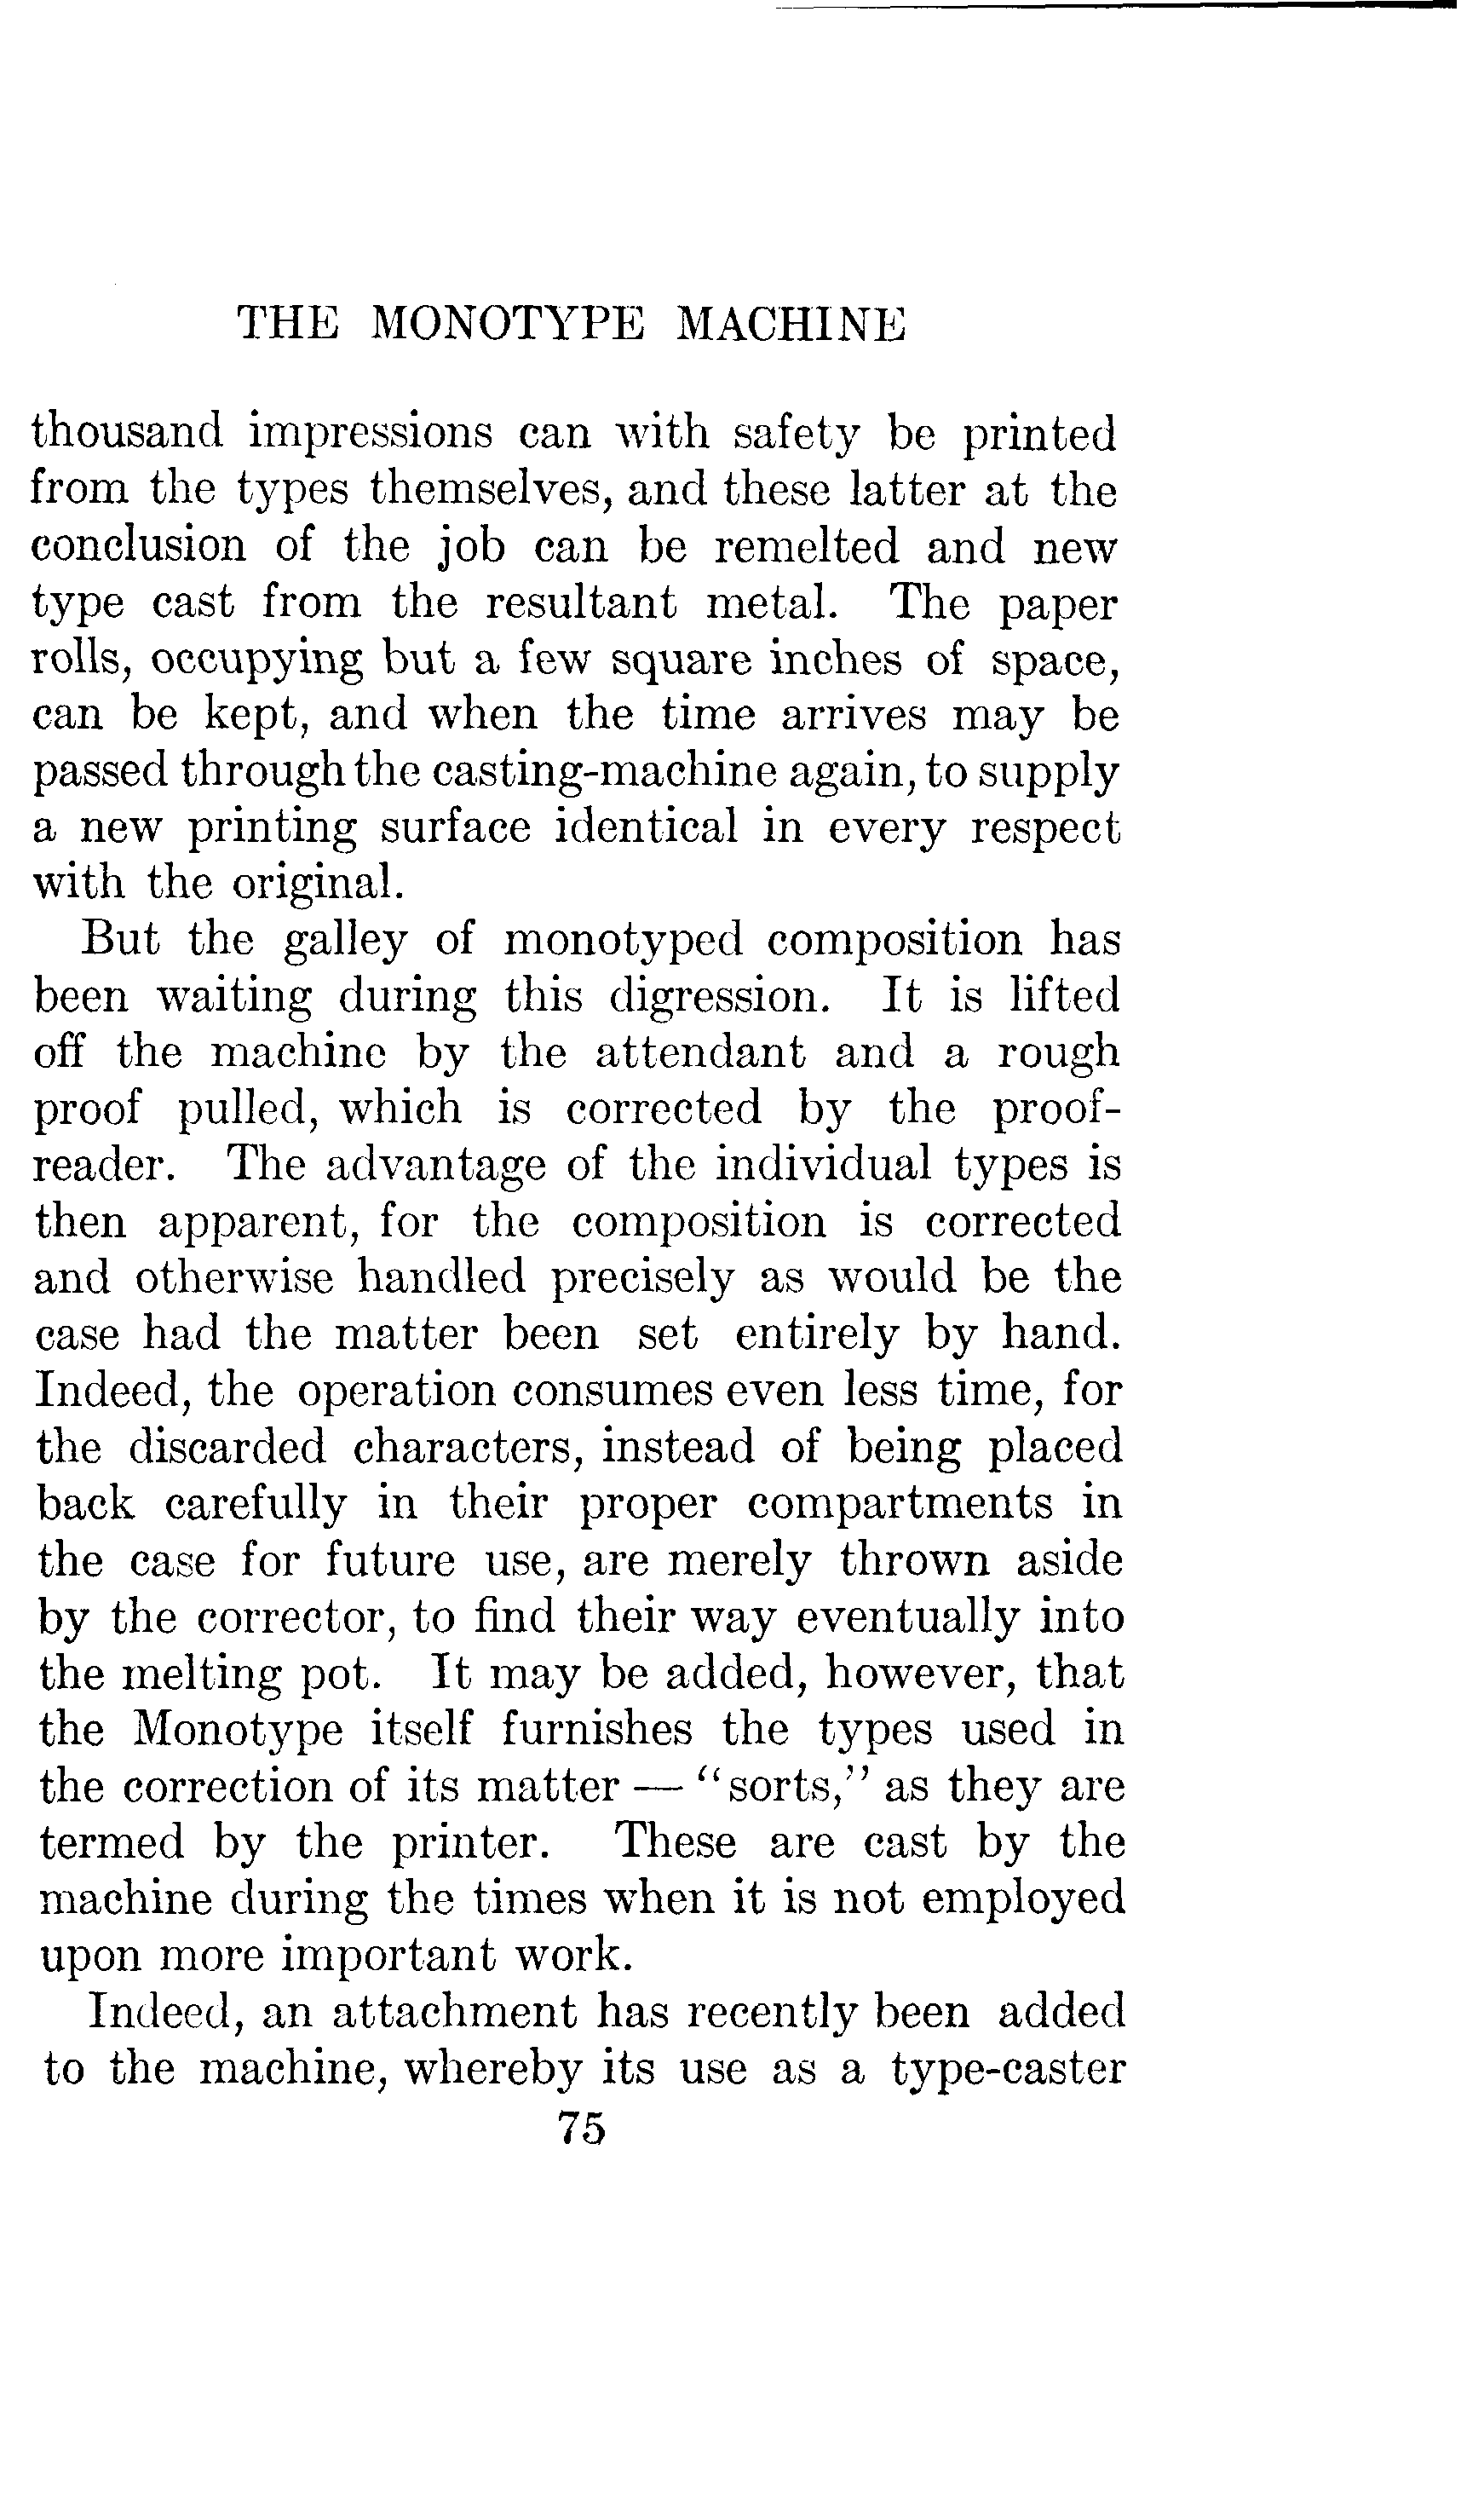 THE MONOTYPE MACHINE
thousand impressions can with safety be printed
from the types themselves, and these latter at the
conclusion of the job can be remelted and new
type cast from the resultant metal. The paper
rolls, occupying but a few square inches of space,
can be kept, and when the time arrives may be
passed through the casting-machine again, to supply
a new printing surface identical in every respect
with the original.
But the galley of monotyped composition has
been waiting during this digression. It is lifted
off the machine by the attendant and a rough
proof pulled, which is corrected by the proof-
reader. The advantage of the individual types is
then apparent, for the composition is corrected
and otherwise handled precisely as would be the
case had the matter been set entirely by hand.
Indeed, the operation consumes even less time, for
the discarded characters, instead of being placed
back carefully in their proper compartments in
the case for future use, are merely thrown aside
by the corrector, to find their way eventually into
the melting pot. It may be added, however, that
the Monotype itself furnishes the types used in
the correction of its matter — "sorts," as they are
termed by the printer. These are cast by the
machine during the times when it is not employed
upon more important work.
Indeed, an attachment has recently been added
to the machine, whereby its use as a type-caster
75